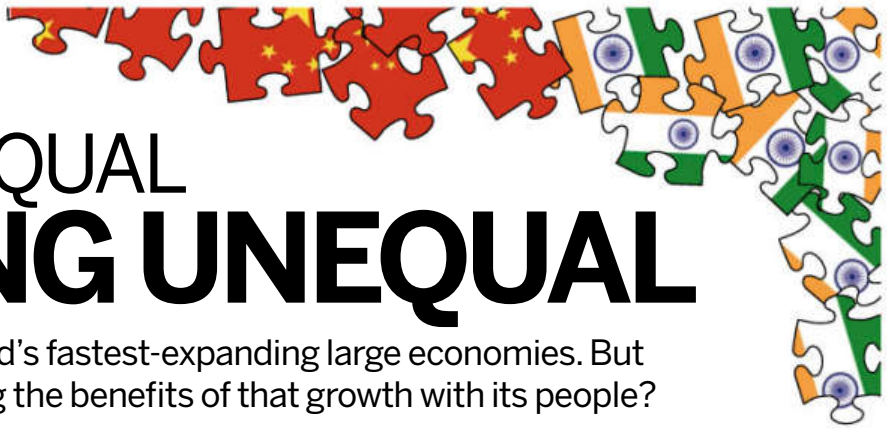 QUAL
NG UNEQUAL
d's fastest-expanding large economies. But
g the benefits of that growth with its people?